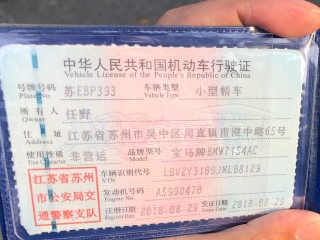 中华人民共和国机动车行驶证
Vehicle License of the People's Republic of China
号牌号码 苏EBP393 车辆类型 小型轿车
Plate No. Vehicle Type
所有人 任野
Owner
住址 江苏省苏州市吴中区甪直镇甫澄中路65号
Address
使用性质 非营运 品牌型号 宝马牌BMW7154AC
Use Character Model
江苏省苏州市公安局交通警察支队
车辆识别代号
VIN
发动机号码 A5990470
Engine No.
注册日期 2018-08-29 发证日期 2018-08-29
Register Date Issue Date